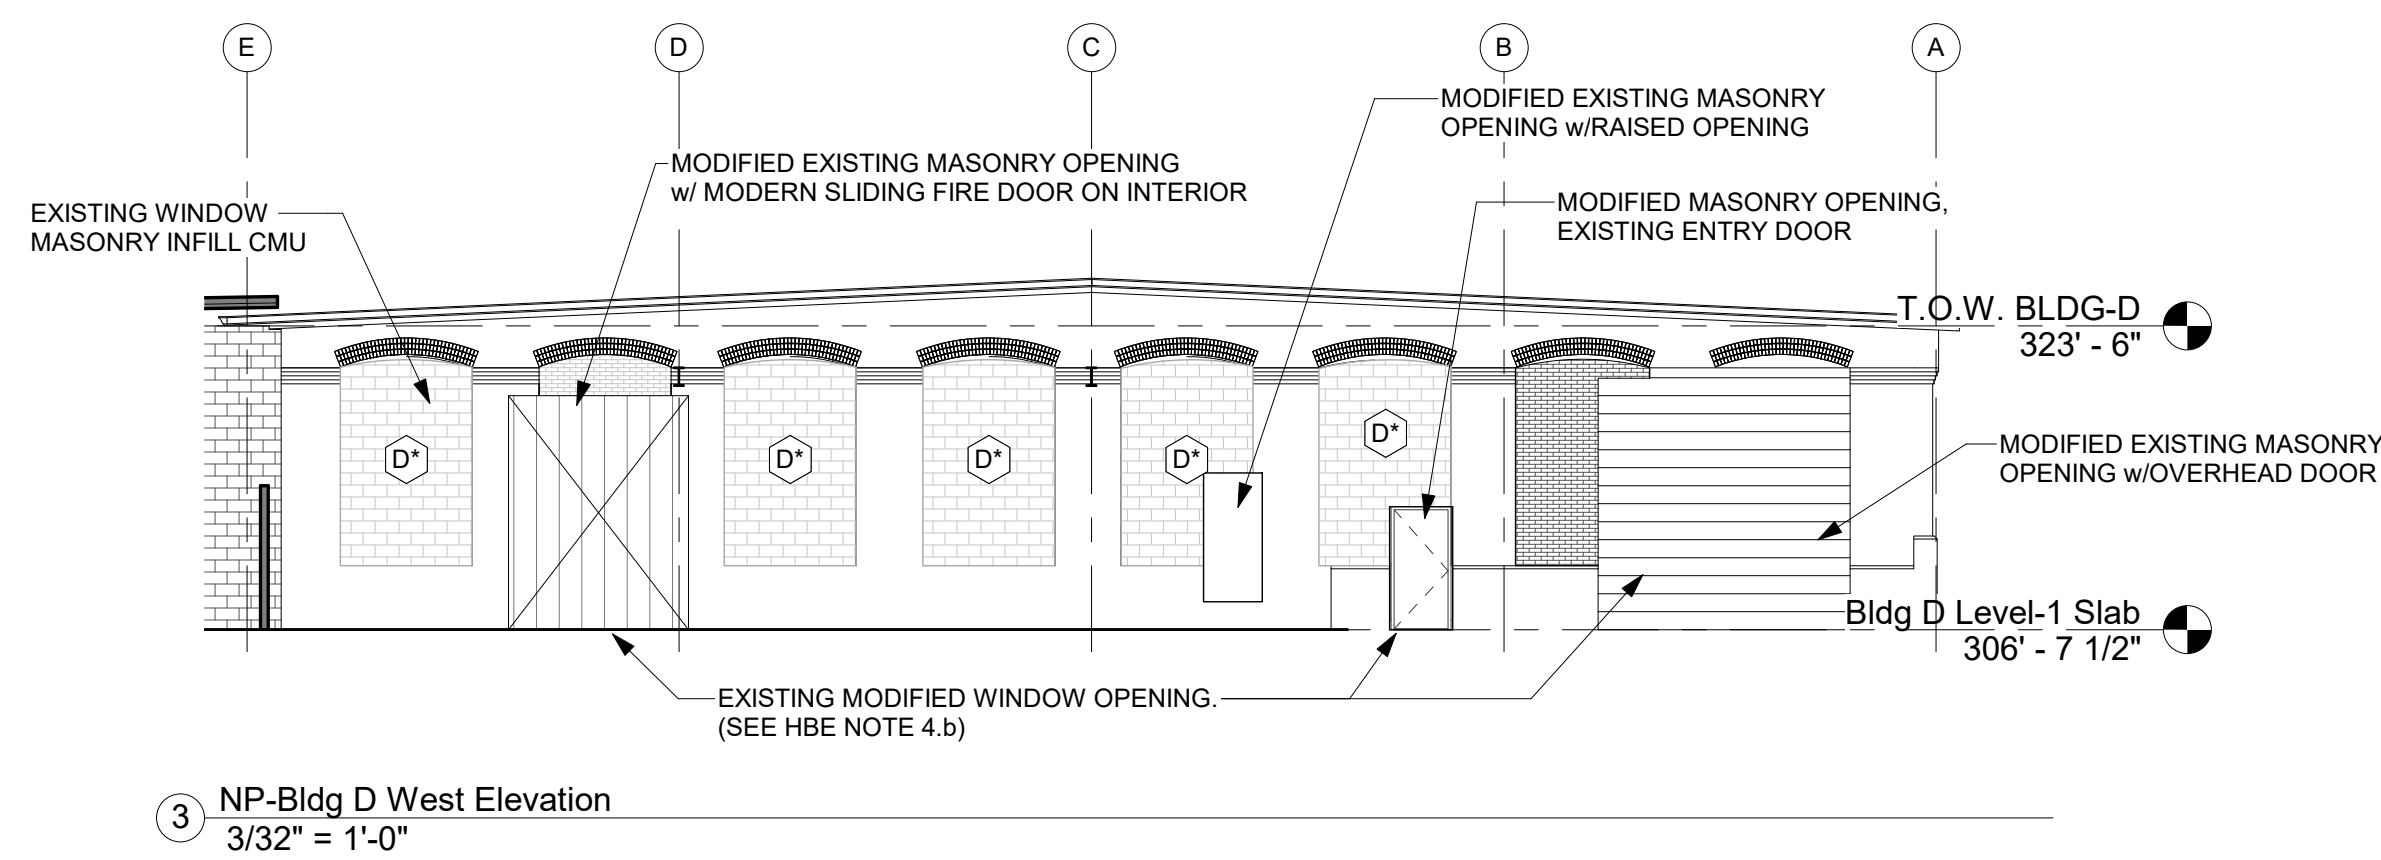 E
D
C
B
A
MODIFIED EXISTING MASONRY
OPENING w/RAISED OPENING
MODIFIED EXISTING MASONRY OPENING
w/ MODERN SLIDING FIRE DOOR ON INTERIOR
EXISTING WINDOW
MASONRY INFILL CMU
MODIFIED MASONRY OPENING,
EXISTING ENTRY DOOR
T.O.W. BLDG-D
323' - 6"
D*
D*
D*
D*
D*
MODIFIED EXISTING MASONRY
OPENING w/OVERHEAD DOOR
Bldg D Level-1 Slab
306' - 7 1/2"
EXISTING MODIFIED WINDOW OPENING.
(SEE HBE NOTE 4.b)
3
NP-Bldg D West Elevation
3/32" = 1'-0"